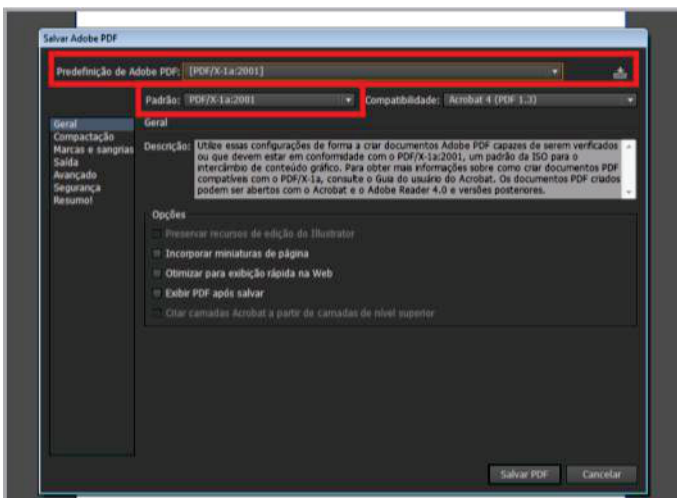 Salvar Adobe PDF
Predefinição de Adobe PDF: [PDF/X-1a:2001]
Padrão: PDF/X-1a:2001 Compatibilidade: Acrobat 4 (PDF 1.3)
Geral
Compactação
Marcas e sangrias
Saída
Avançado
Segurança
Resumo!
Geral
Descrição: Utilize essas configurações de forma a criar documentos Adobe PDF capazes de serem verificados
ou que devem estar em conformidade com o PDF/X-1a:2001, um padrão da ISO para o
intercâmbio de conteúdo gráfico. Para obter mais informações sobre como criar documentos PDF
compatíveis com o PDF/X-1a, consulte o Guia do usuário do Acrobat. Os documentos PDF criados
podem ser abertos com o Acrobat e o Adobe Reader 4.0 e versões posteriores.
Opções
Preservar recursos de edição do Illustrator
Incorporar miniaturas de página
Otimizar para exibição rápida na Web
Exibir PDF após salvar
Criar camadas Acrobat a partir de camadas de nível superior
Salvar PDF Cancelar